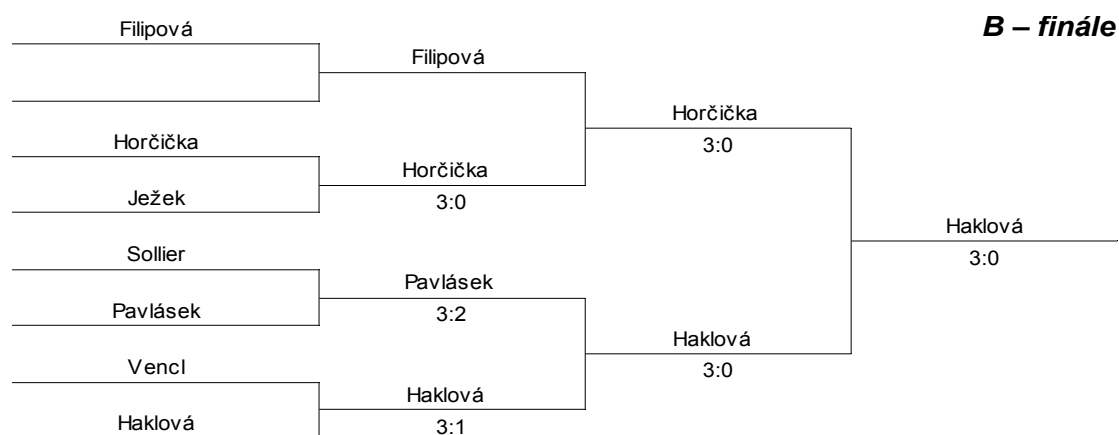 B – finále
Filipová
Filipová
Horčička
3:0
Horčička
Horčička
3:0
Ježek
Haklová
3:0
Sollier
Pavlásek
3:2
Pavlásek
Haklová
3:0
Vencl
Haklová
3:1
Haklová